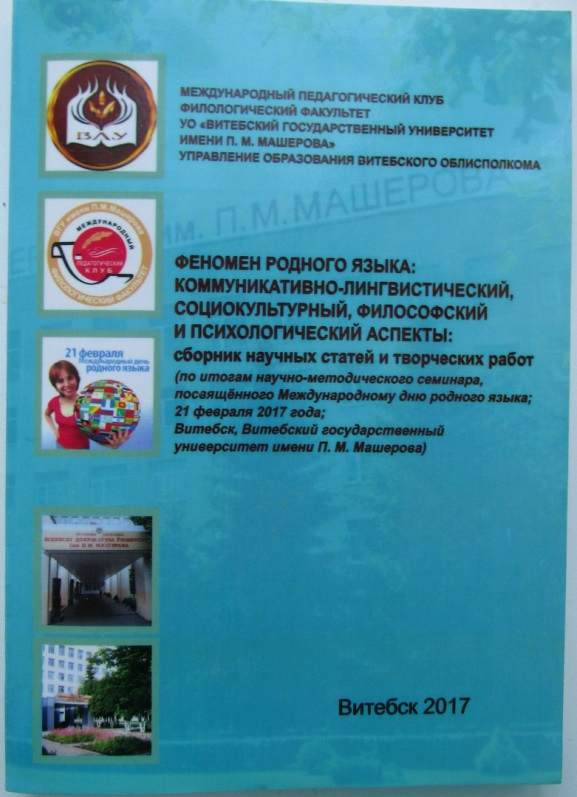 МЕЖДУНАРОДНЫЙ ПЕДАГОГИЧЕСКИЙ КЛУБ
ФИЛОЛОГИЧЕСКИЙ ФАКУЛЬТЕТ
УО «ВИТЕБСКИЙ ГОСУДАРСТВЕННЫЙ УНИВЕРСИТЕТ
ИМЕНИ П. М. МАШЕРОВА»
УПРАВЛЕНИЕ ОБРАЗОВАНИЯ ВИТЕБСКОГО ОБЛИСПОЛКОМА
им. П.М.МАШЕРОВА
ВГУ имени П.М.Машерова
МЕЖДУНАРОДНЫЙ
ПЕДАГОГИЧЕСКИЙ
КЛУБ
ФИЛОЛОГИЧЕСКИЙ ФАКУЛЬТЕТ
ФЕНОМЕН РОДНОГО ЯЗЫКА:
КОММУНИКАТИВНО-ЛИНГВИСТИЧЕСКИЙ,
СОЦИОКУЛЬТУРНЫЙ, ФИЛОСОФСКИЙ
И ПСИХОЛОГИЧЕСКИЙ АСПЕКТЫ:
сборник научных статей и творческих работ
(по итогам научно-методического семинара,
посвящённого Международному дню родного языка;
21 февраля 2017 года;
Витебск, Витебский государственный
университет имени П. М. Машерова)
21 февраля
Международный день
родного языка
Витебск 2017